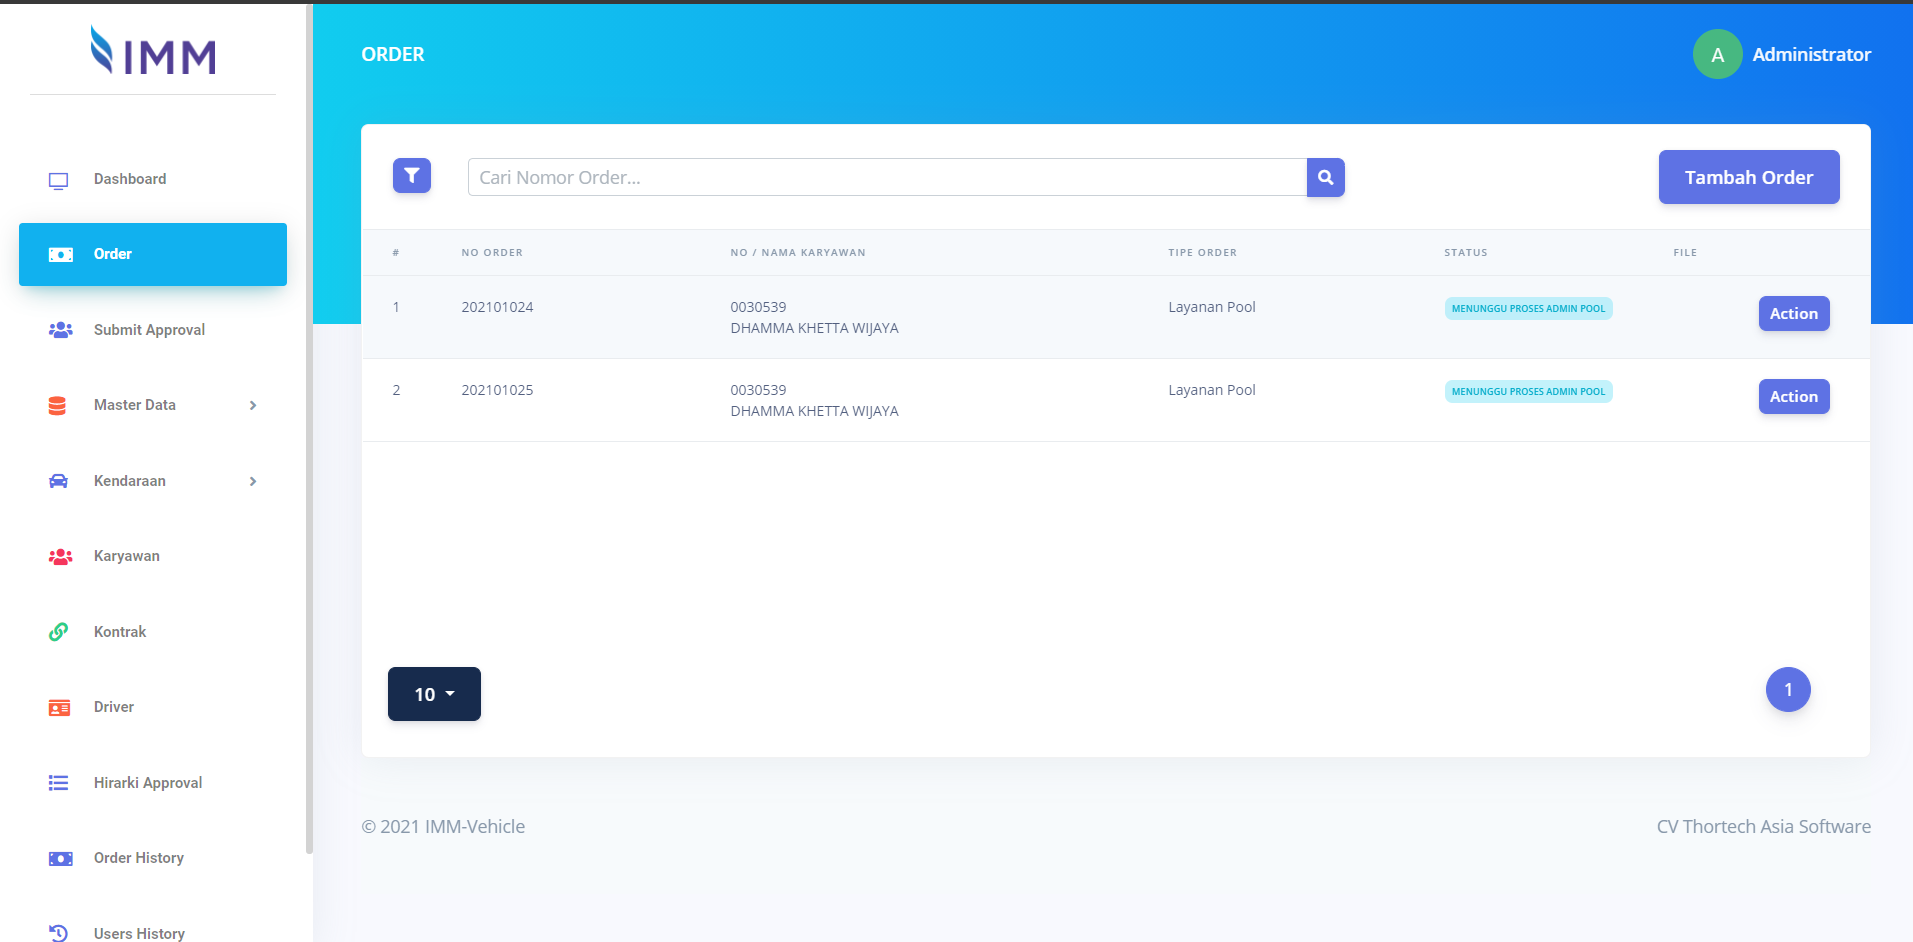 IMM
ORDER
A
Administrator
Dashboard
Order
Submit Approval
Master Data
Kendaraan
Karyawan
Kontrak
Driver
Hirarki Approval
Order History
Users History
Cari Nomor Order...
Tambah Order
# NO ORDER NO / NAMA KARYAWAN TIPE ORDER STATUS FILE
1 202101024 0030539 Layanan Pool MENUNGGU PROSES ADMIN POOL Action
DHAMMA KHETTA WIJAYA
2 202101025 0030539 Layanan Pool MENUNGGU PROSES ADMIN POOL Action
DHAMMA KHETTA WIJAYA
10
1
© 2021 IMM-Vehicle
CV Thortech Asia Software